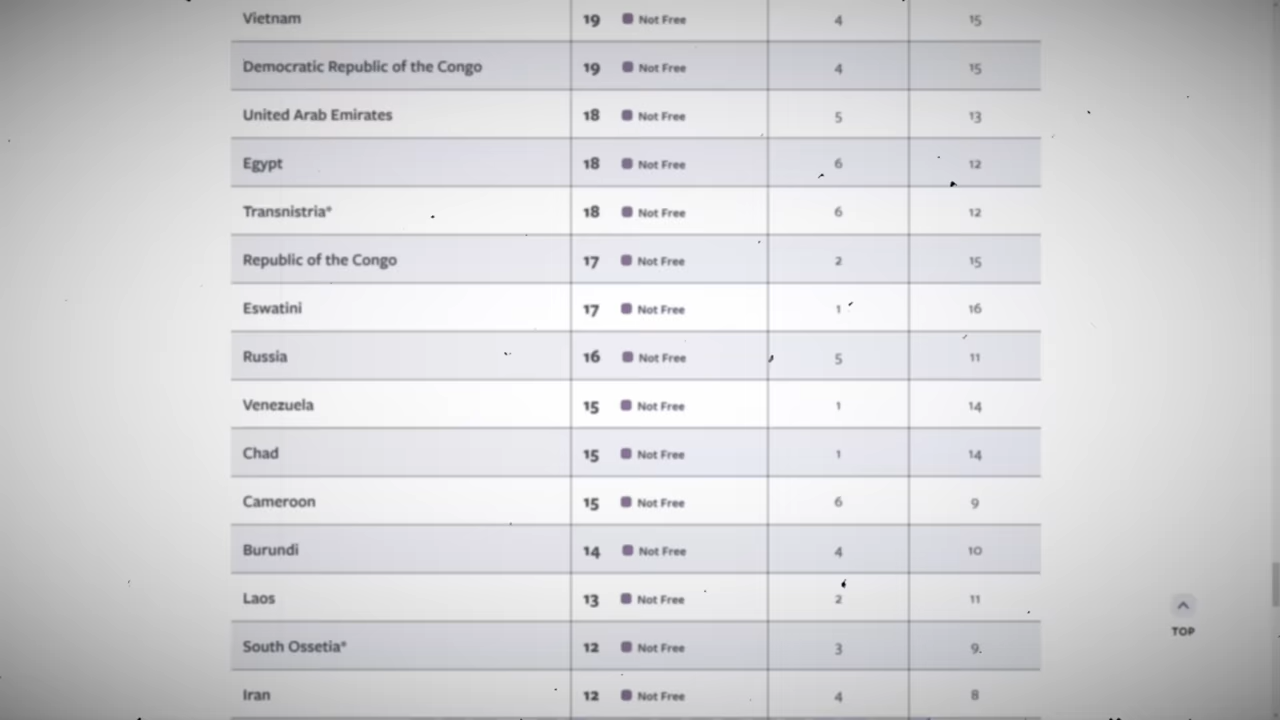 Vietnam 19 Not Free 4 15
Democratic Republic of the Congo 19 Not Free 4 15
United Arab Emirates 18 Not Free 5 13
Egypt 18 Not Free 6 12
Transnistria* 18 Not Free 6 12
Republic of the Congo 17 Not Free 2 15
Eswatini 17 Not Free 1 16
Russia 16 Not Free 5 11
Venezuela 15 Not Free 1 14
Chad 15 Not Free 1 14
Cameroon 15 Not Free 6 9
Burundi 14 Not Free 4 10
Laos 13 Not Free 2 11
South Ossetia* 12 Not Free 3 9
Iran 12 Not Free 4 8
TOP